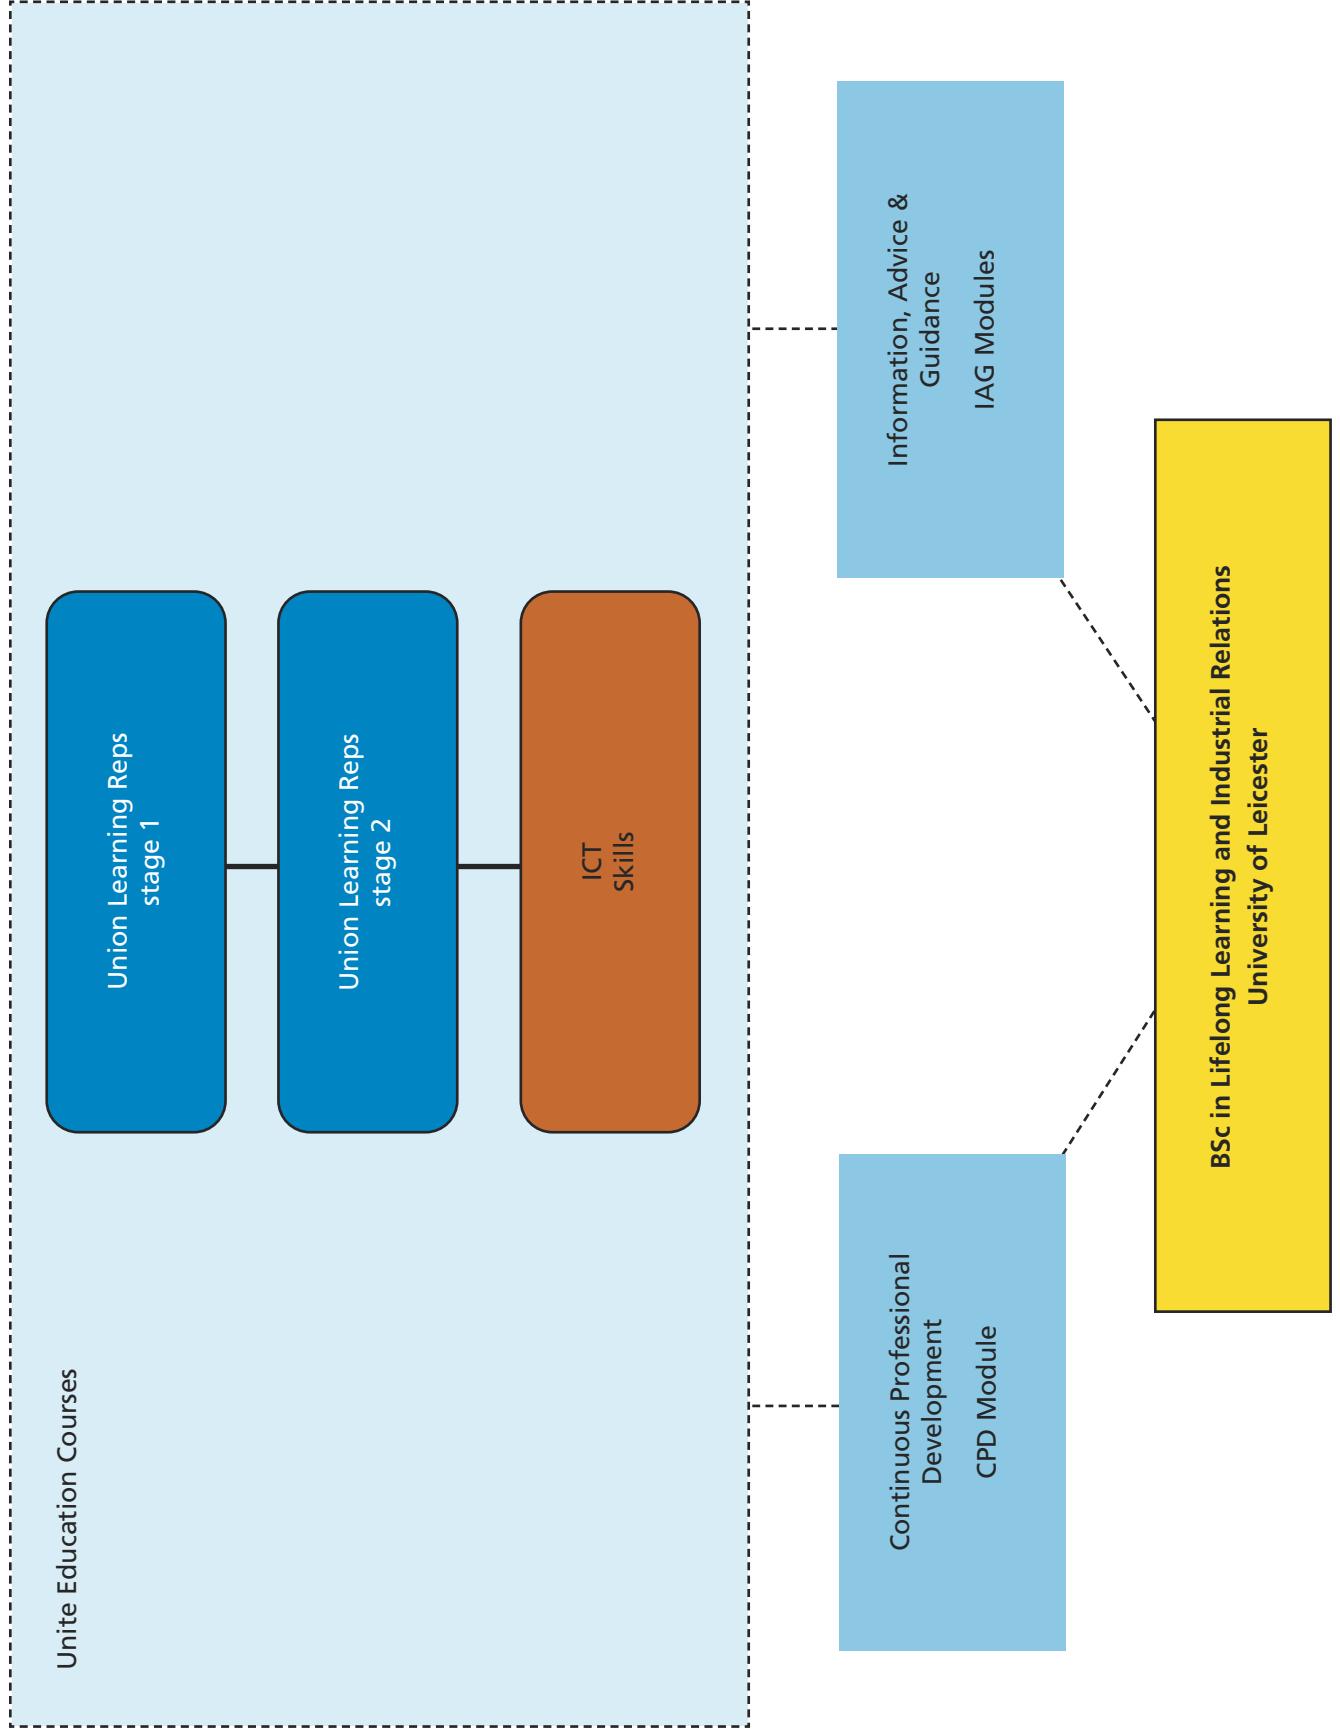 Unite Education Courses
Union Learning Reps
stage 1
Union Learning Reps
stage 2
ICT
Skills
Continuous Professional
Development
CPD Module
Information, Advice &
Guidance
IAG Modules
BSc in Lifelong Learning and Industrial Relations
University of Leicester